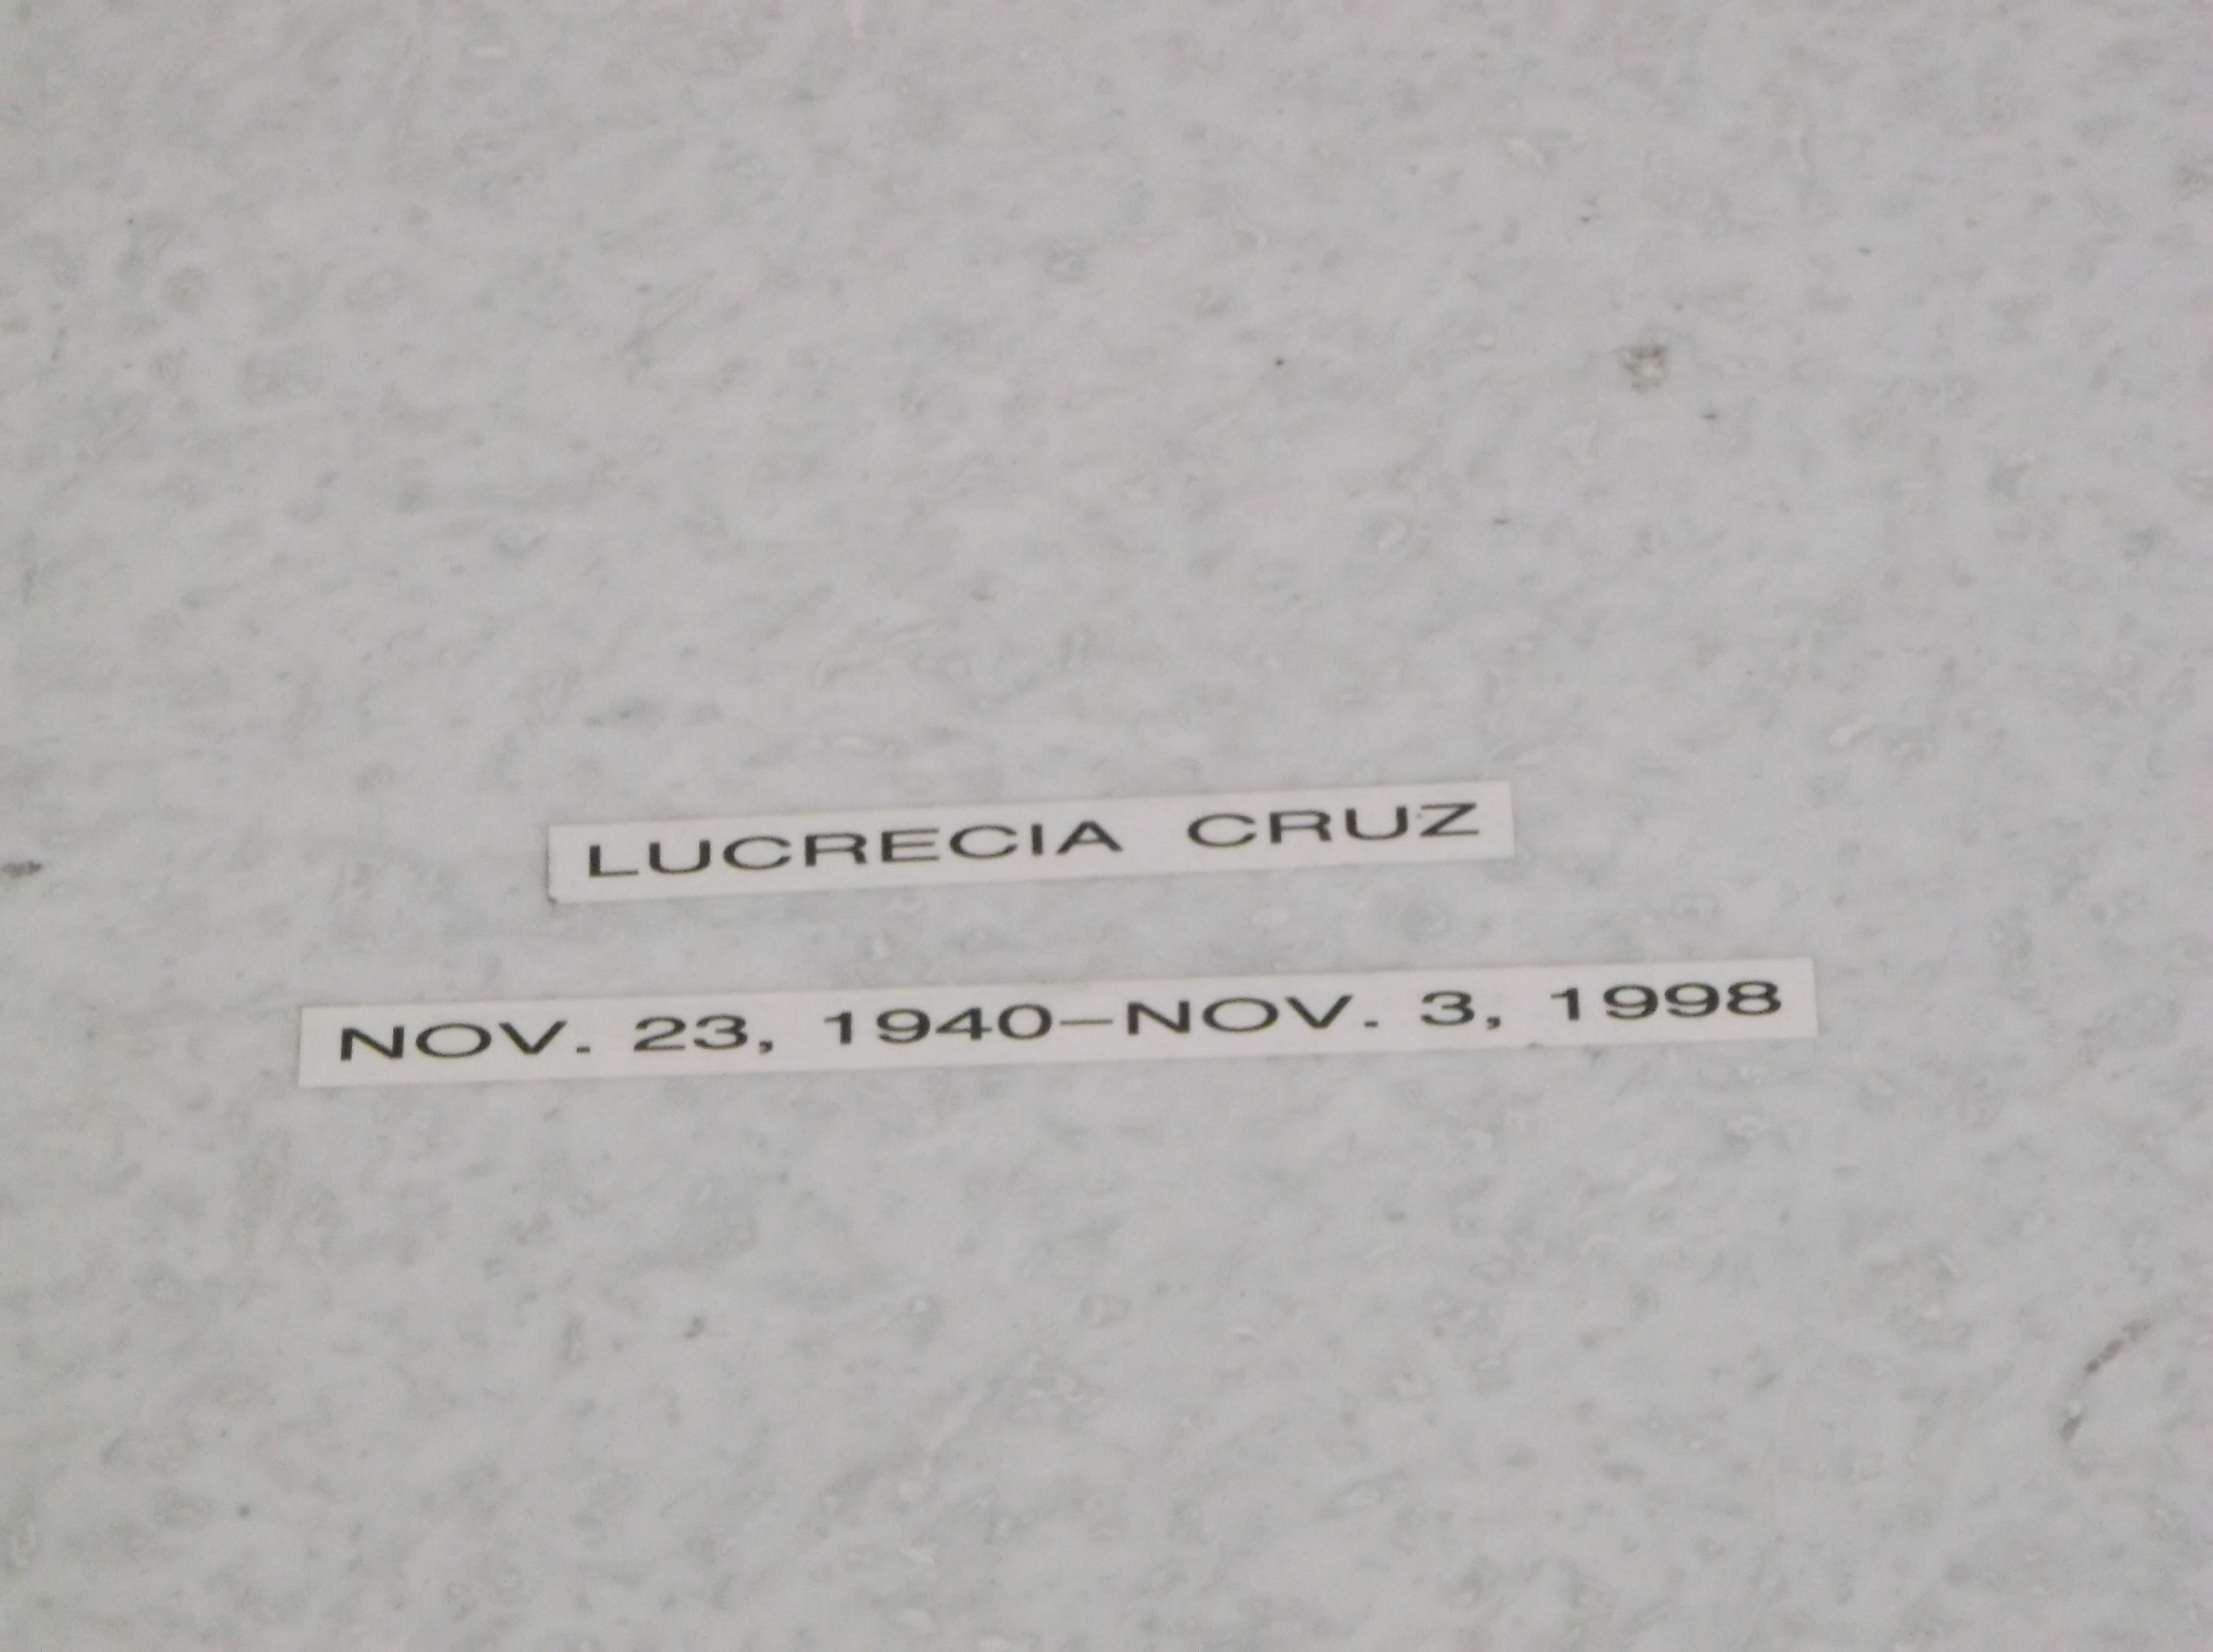 LUCRECIA CRUZ
NOV. 23, 1940–NOV. 3, 1998